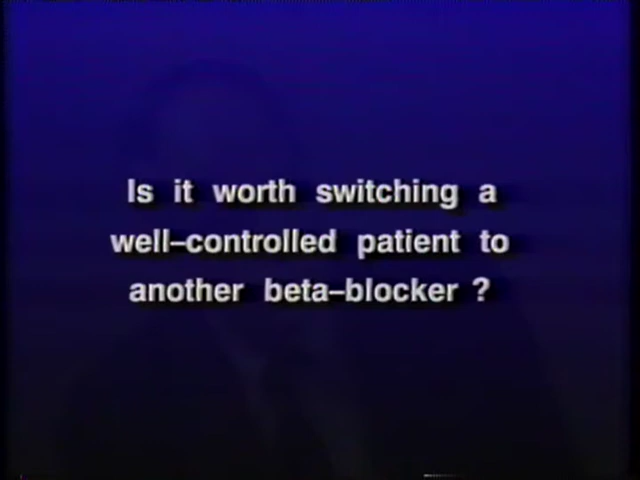 Is it worth switching a
well–controlled patient to
another beta–blocker ?